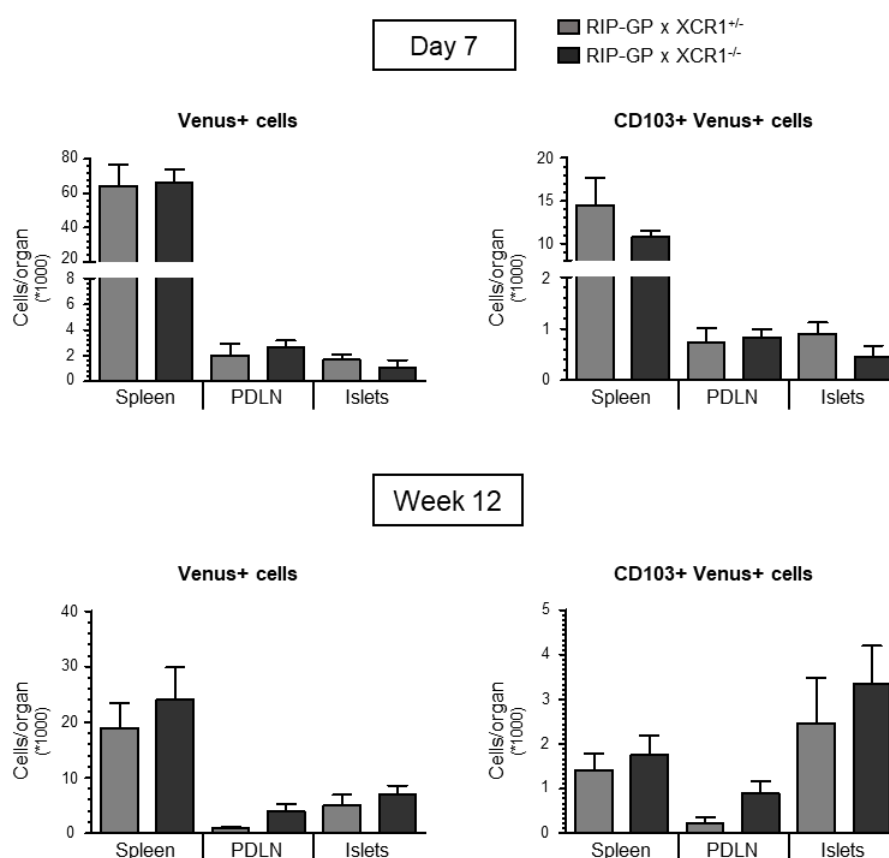 Day 7
RIP-GP x XCR1+/-
RIP-GP x XCR1-/-
Venus+ cells
Cells/organ
(*1000)
80
60
40
20
8
6
4
2
0
Spleen PDLN Islets
CD103+ Venus+ cells
Cells/organ
(*1000)
20
15
10
2
1
0
Spleen PDLN Islets
Week 12
Venus+ cells
Cells/organ
(*1000)
40
30
20
10
0
Spleen PDLN Islets
CD103+ Venus+ cells
Cells/organ
(*1000)
5
4
3
2
1
0
Spleen PDLN Islets